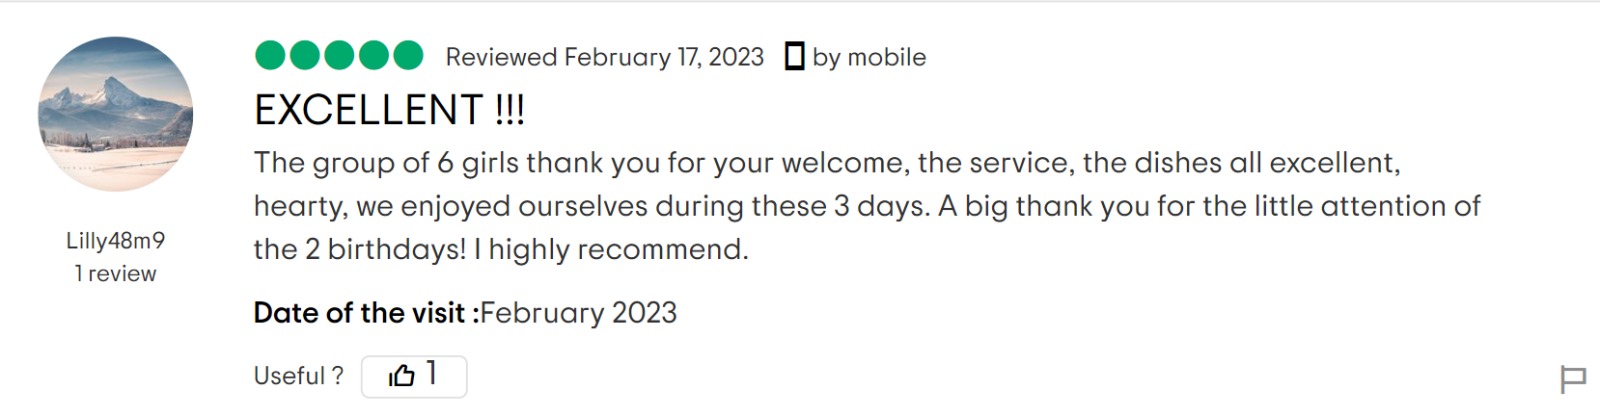 Reviewed February 17, 2023 by mobile
EXCELLENT !!!
The group of 6 girls thank you for your welcome, the service, the dishes all excellent,
hearty, we enjoyed ourselves during these 3 days. A big thank you for the little attention of
the 2 birthdays! I highly recommend.
Lilly48m9
1 review
Date of the visit :February 2023
Useful ? 1